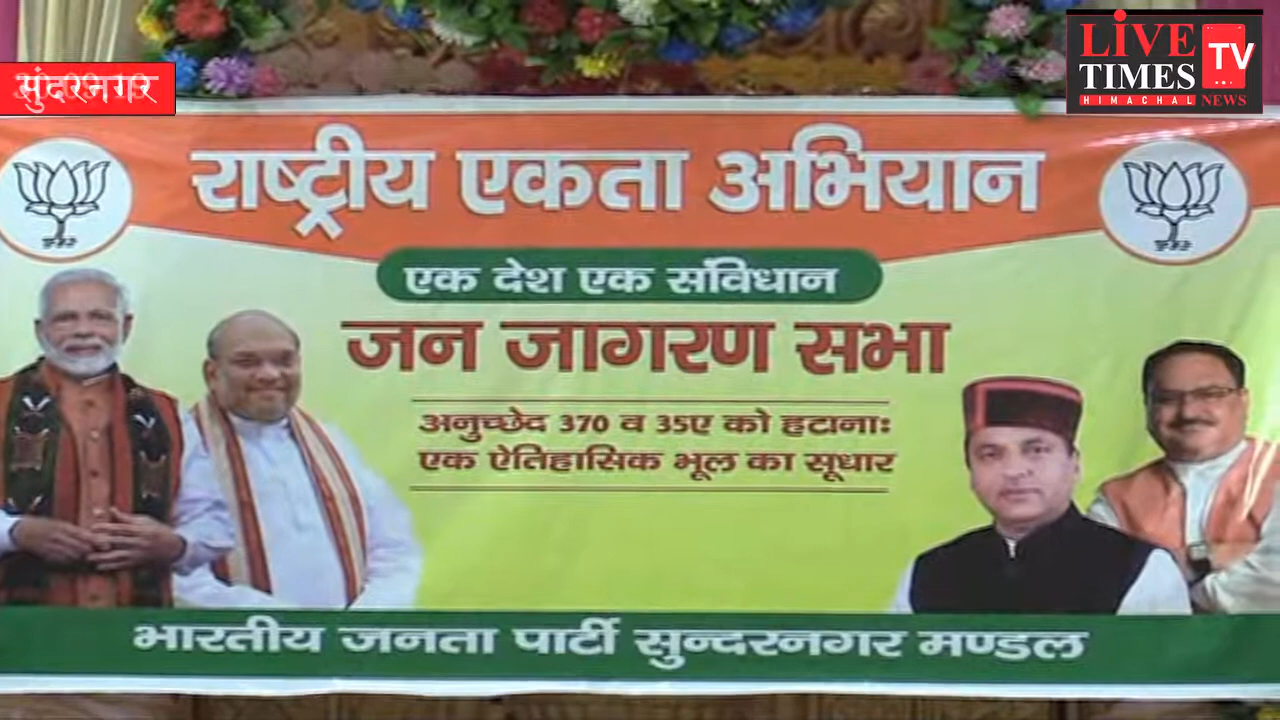 LIVE
TIMES
TV
HIMACHAL NEWS
सुंदरनगर
राष्ट्रीय एकता अभियान
एक देश एक संविधान
जन जागरण सभा
अनुच्छेद 370 व 35ए को हटाना:
एक ऐतिहासिक भूल का सूधार
भारतीय जनता पार्टी सुन्दरनगर मण्डल